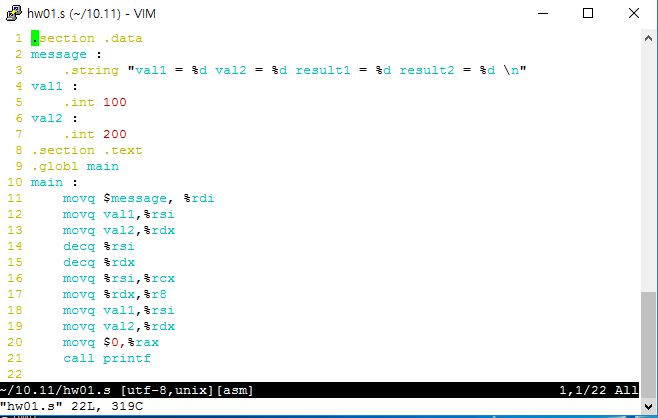 hw01.s (~/10.11) - VIM
1 .section .data
2 message :
3     .string "val1 = %d val2 = %d result1 = %d result2 = %d \n"
4 val1 :
5     .int 100
6 val2 :
7     .int 200
8 .section .text
9 .globl main
10 main :
11     movq $message, %rdi
12     movq val1,%rsi
13     movq val2,%rdx
14     decq %rsi
15     decq %rdx
16     movq %rsi,%rcx
17     movq %rdx,%r8
18     movq val1,%rsi
19     movq val2,%rdx
20     movq $0,%rax
21     call printf
22
~/10.11/hw01.s [utf-8,unix][asm] 1,1/22 All
"hw01.s" 22L, 319C